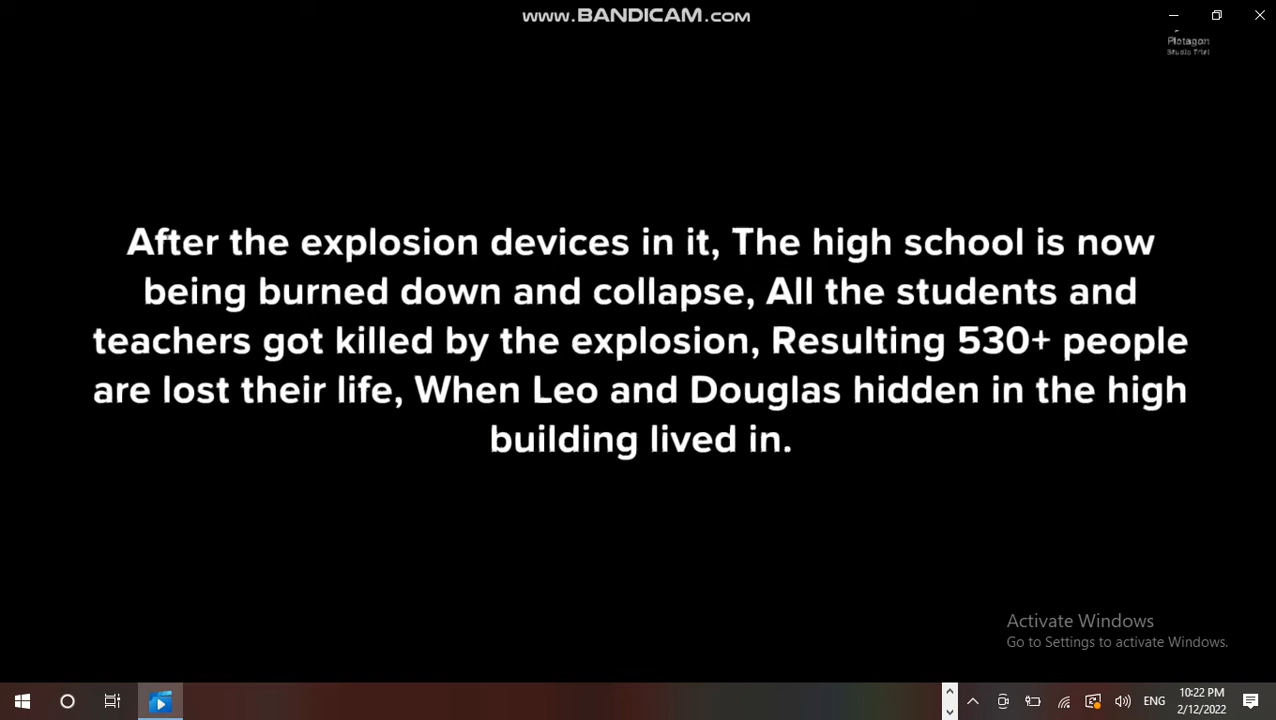 www.BANDICAM.com
Plotagon
Studio Trial
After the explosion devices in it, The high school is now
being burned down and collapse, All the students and
teachers got killed by the explosion, Resulting 530+ people
are lost their life, When Leo and Douglas hidden in the high
building lived in.
Activate Windows
Go to Settings to activate Windows.
ENG
10:22 PM
2/12/2022